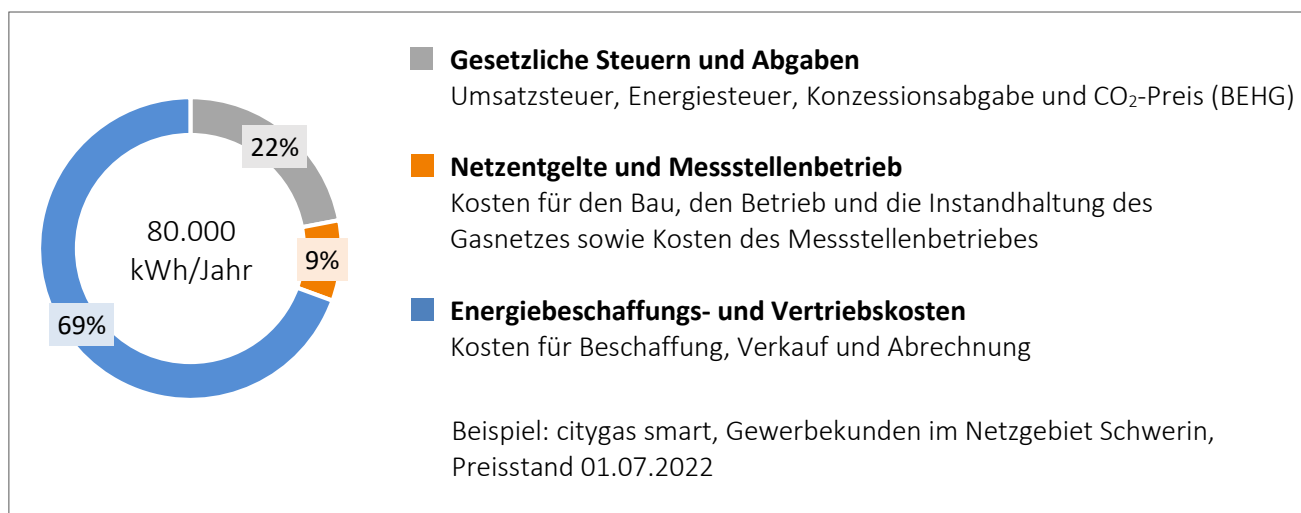 22%
9%
69%
80.000
kWh/Jahr
Gesetzliche Steuern und Abgaben
Umsatzsteuer, Energiesteuer, Konzessionsabgabe und CO₂-Preis (BEHG)
Netzentgelte und Messstellenbetrieb
Kosten für den Bau, den Betrieb und die Instandhaltung des
Gasnetzes sowie Kosten des Messstellenbetriebes
Energiebeschaffungs- und Vertriebskosten
Kosten für Beschaffung, Verkauf und Abrechnung
Beispiel: citygas smart, Gewerbekunden im Netzgebiet Schwerin,
Preisstand 01.07.2022